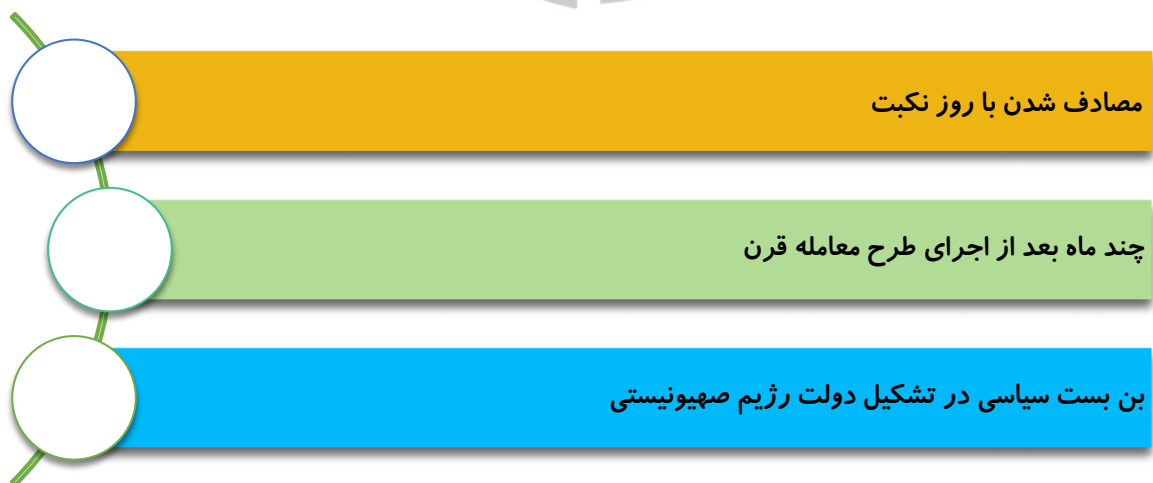 مصادف شدن با روز نکبت
چند ماه بعد از اجرای طرح معامله قرن
بن بست سیاسی در تشکیل دولت رژیم صهیونیستی